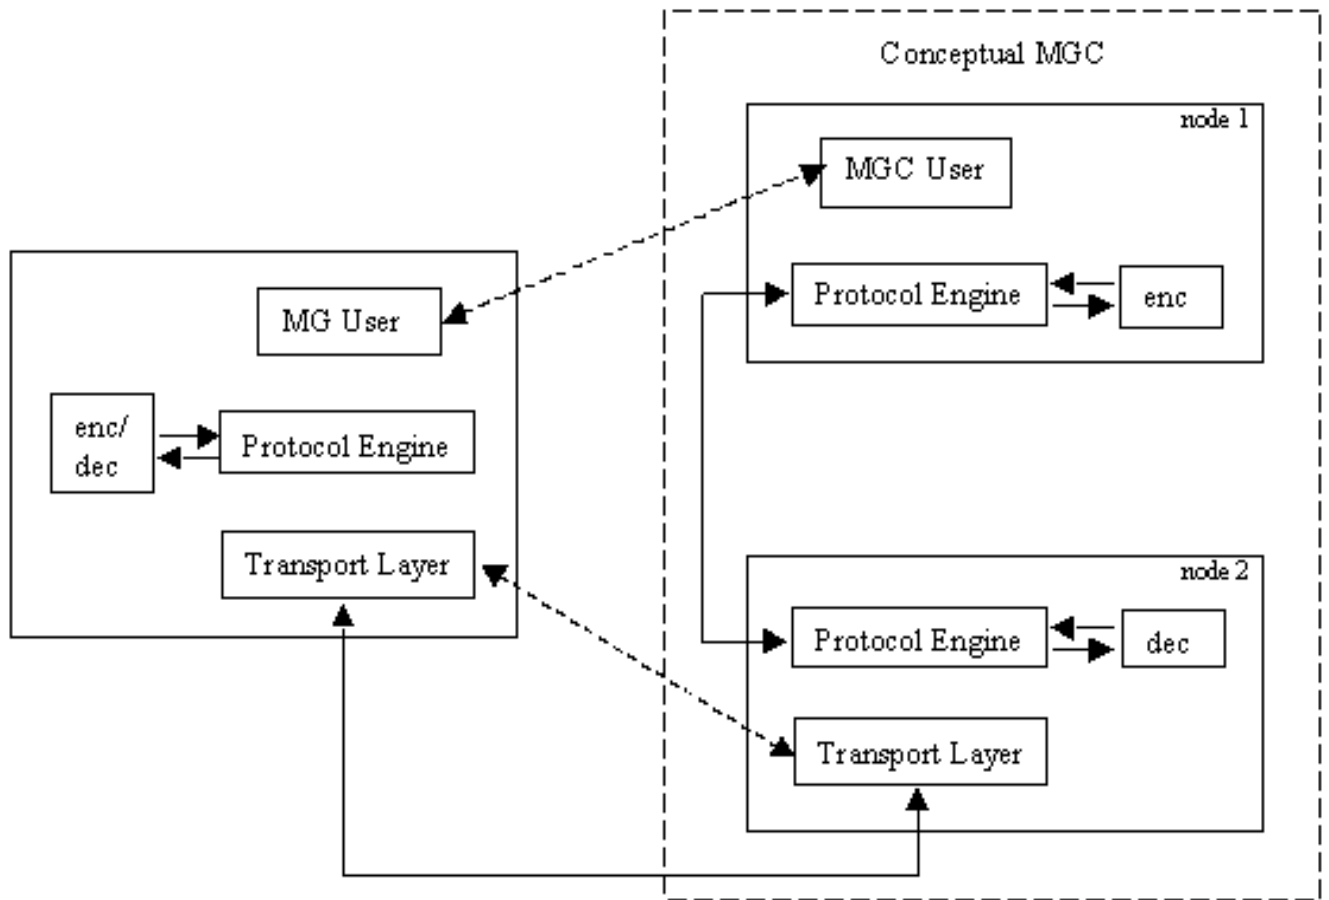 Conceptual MGC
node 1
MGC User
Protocol Engine
enc
MG User
enc/
dec
Protocol Engine
Transport Layer
node 2
Protocol Engine
dec
Transport Layer